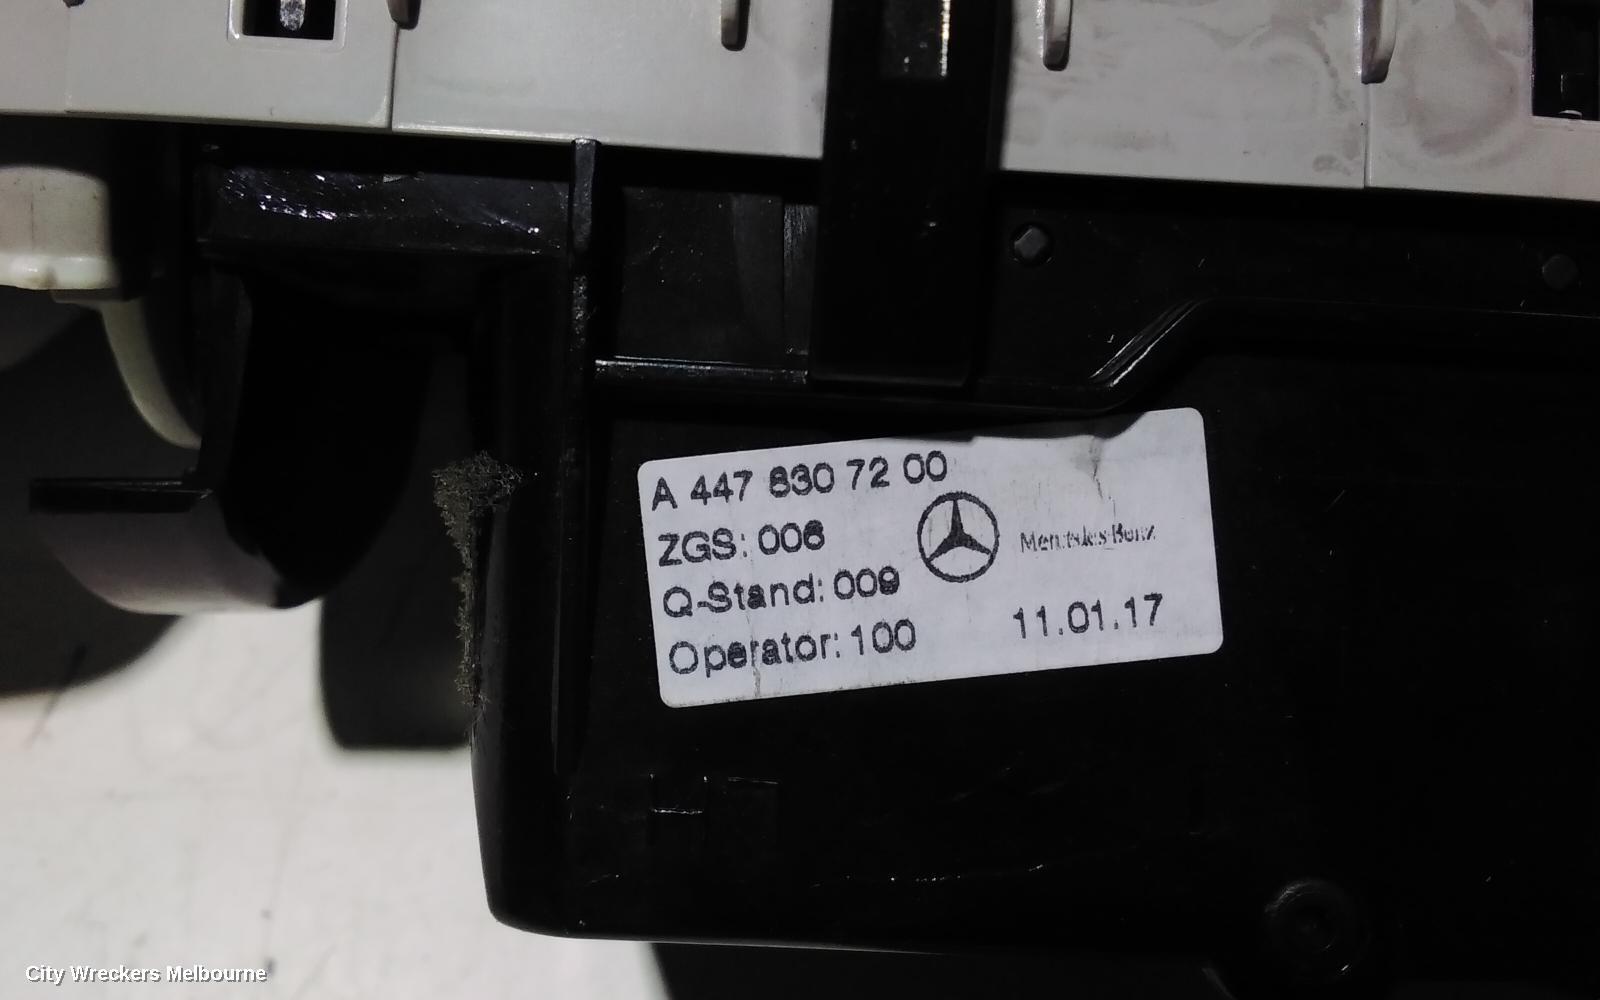 A 447 830 72 00
ZGS: 006
Q-Stand: 009
Operator: 100
Mercedes-Benz
11.01.17
City Wreckers Melbourne